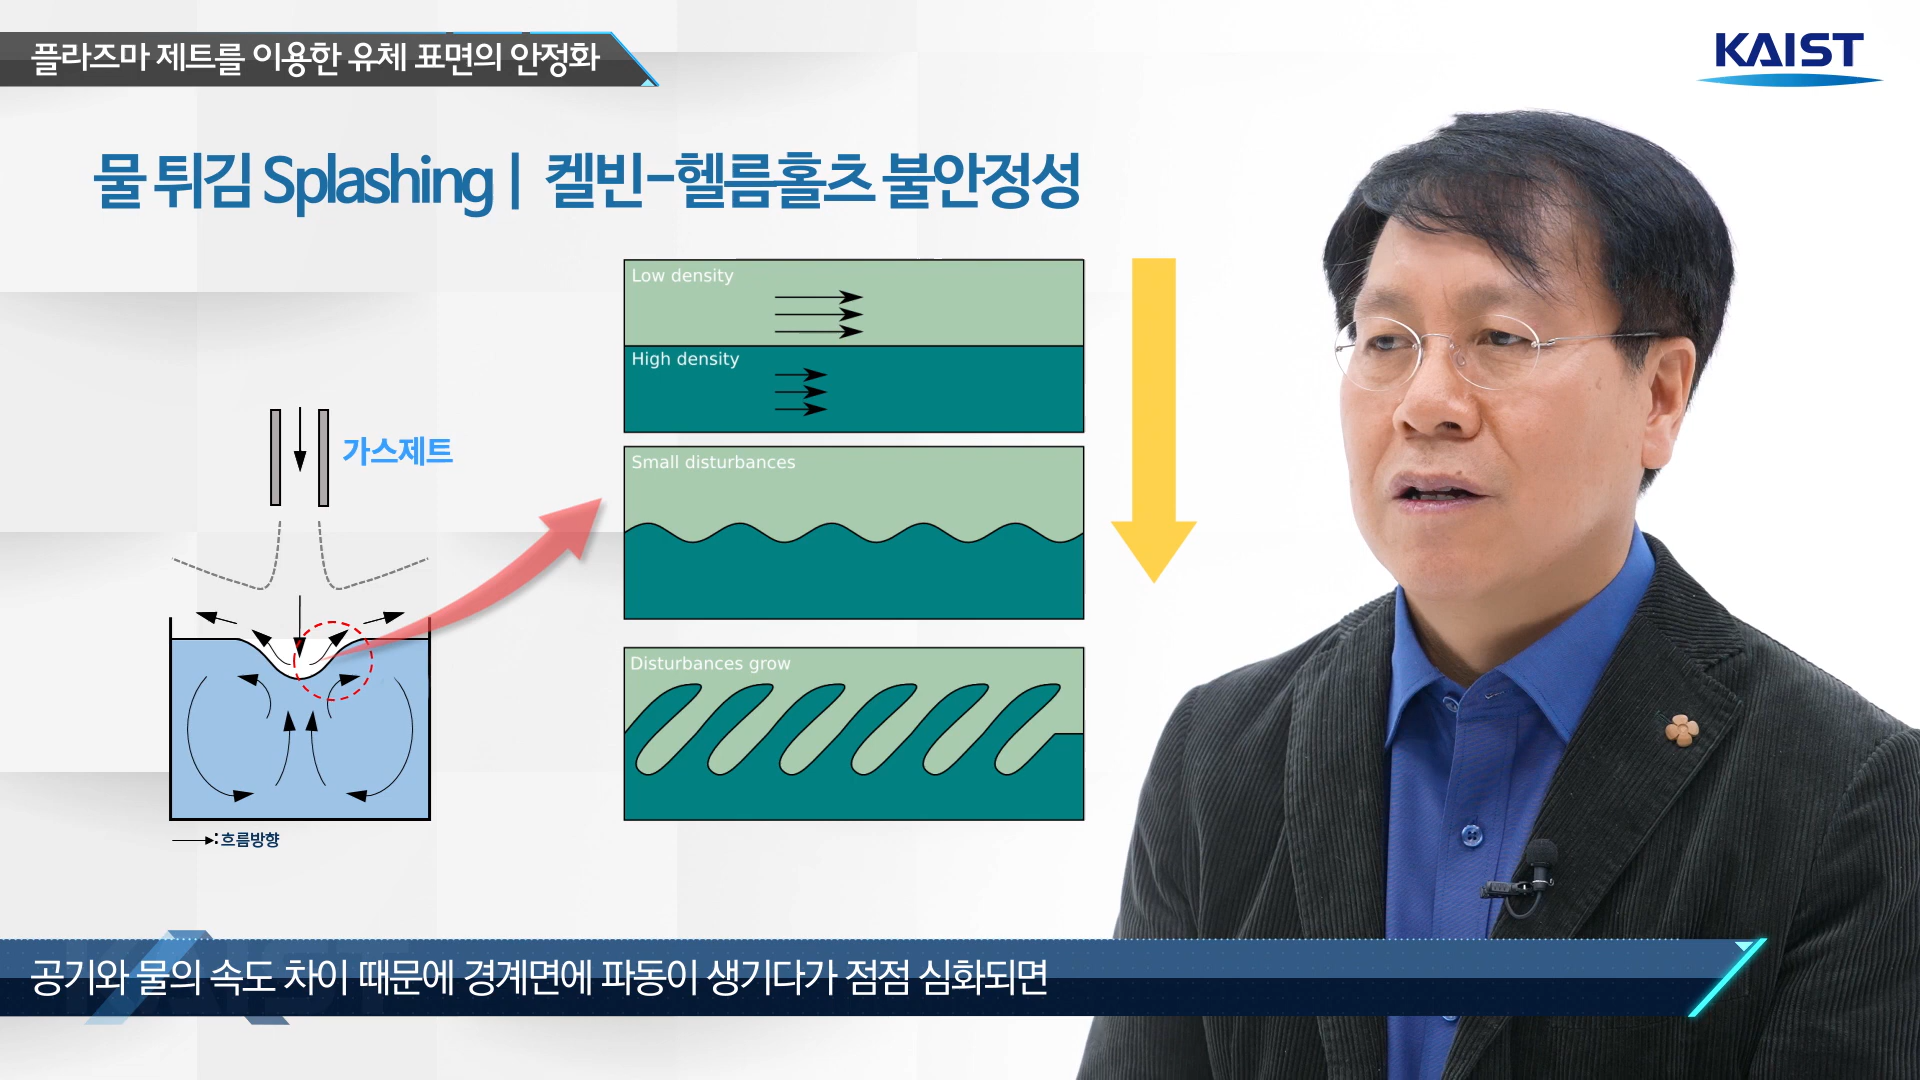 플라즈마 제트를 이용한 유체 표면의 안정화
KAIST
물 튀김 Splashing | 켈빈-헬름홀츠 불안정성
Low density
High density
가스제트
Small disturbances
Disturbances grow
:흐름방향
공기와 물의 속도 차이 때문에 경계면에 파동이 생기다가 점점 심화되면